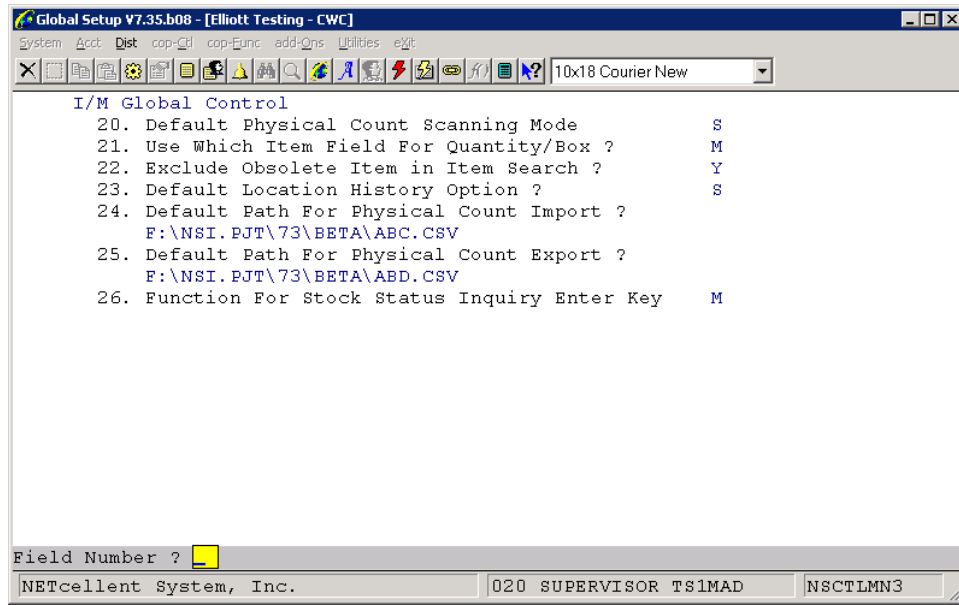 Global Setup V7.35.b08 - [Elliott Testing - CWC]
System Acct Dist cop-Ctl cop-Func add-Ons Utilities eXit
10x18 Courier New
I/M Global Control
20. Default Physical Count Scanning Mode S
21. Use Which Item Field For Quantity/Box ? M
22. Exclude Obsolete Item in Item Search ? Y
23. Default Location History Option ? S
24. Default Path For Physical Count Import ?
F:\NSI.PJT\73\BETA\ABC.CSV
25. Default Path For Physical Count Export ?
F:\NSI.PJT\73\BETA\ABD.CSV
26. Function For Stock Status Inquiry Enter Key M
Field Number ?
NETcellent System, Inc. 020 SUPERVISOR TS1MAD NSCTLMN3